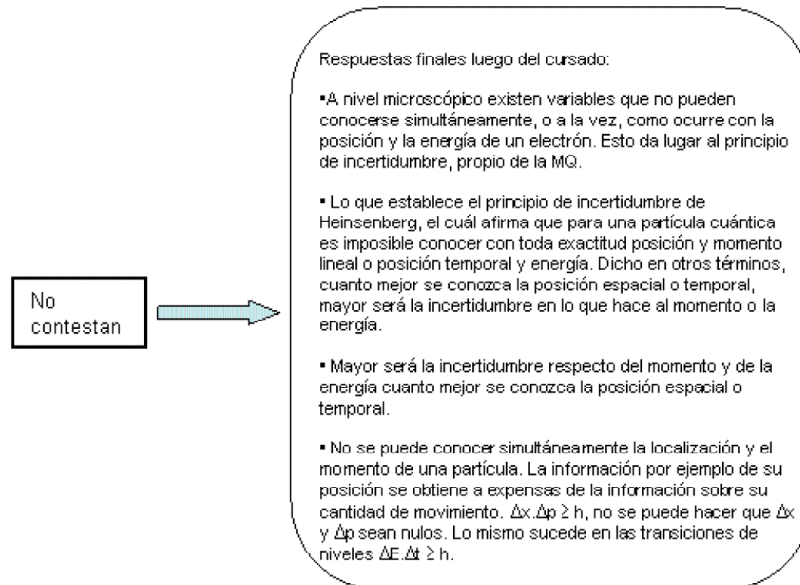 No
contestan
Respuestas finales luego del cursado:
▪A nivel microscópico existen variables que no pueden
conocerse simultáneamente, o a la vez, como ocurre con la
posición y la energía de un electrón. Esto da lugar al principio
de incertidumbre, propio de la MQ.
▪ Lo que establece el principio de incertidumbre de
Heinsenberg, el cuál afirma que para una partícula cuántica
es imposible conocer con toda exactitud posición y momento
lineal o posición temporal y energía. Dicho en otros términos,
cuanto mejor se conozca la posición espacial o temporal,
mayor será la incertidumbre en lo que hace al momento o la
energía.
▪ Mayor será la incertidumbre respecto del momento y de la
energía cuanto mejor se conozca la posición espacial o
temporal.
▪ No se puede conocer simultáneamente la localización y el
momento de una partícula. La información por ejemplo de su
posición se obtiene a expensas de la información sobre su
cantidad de movimiento. Δx.Δp ≥ h, no se puede hacer que Δx
y Δp sean nulos. Lo mismo sucede en las transiciones de
niveles ΔE.Δt ≥ h.